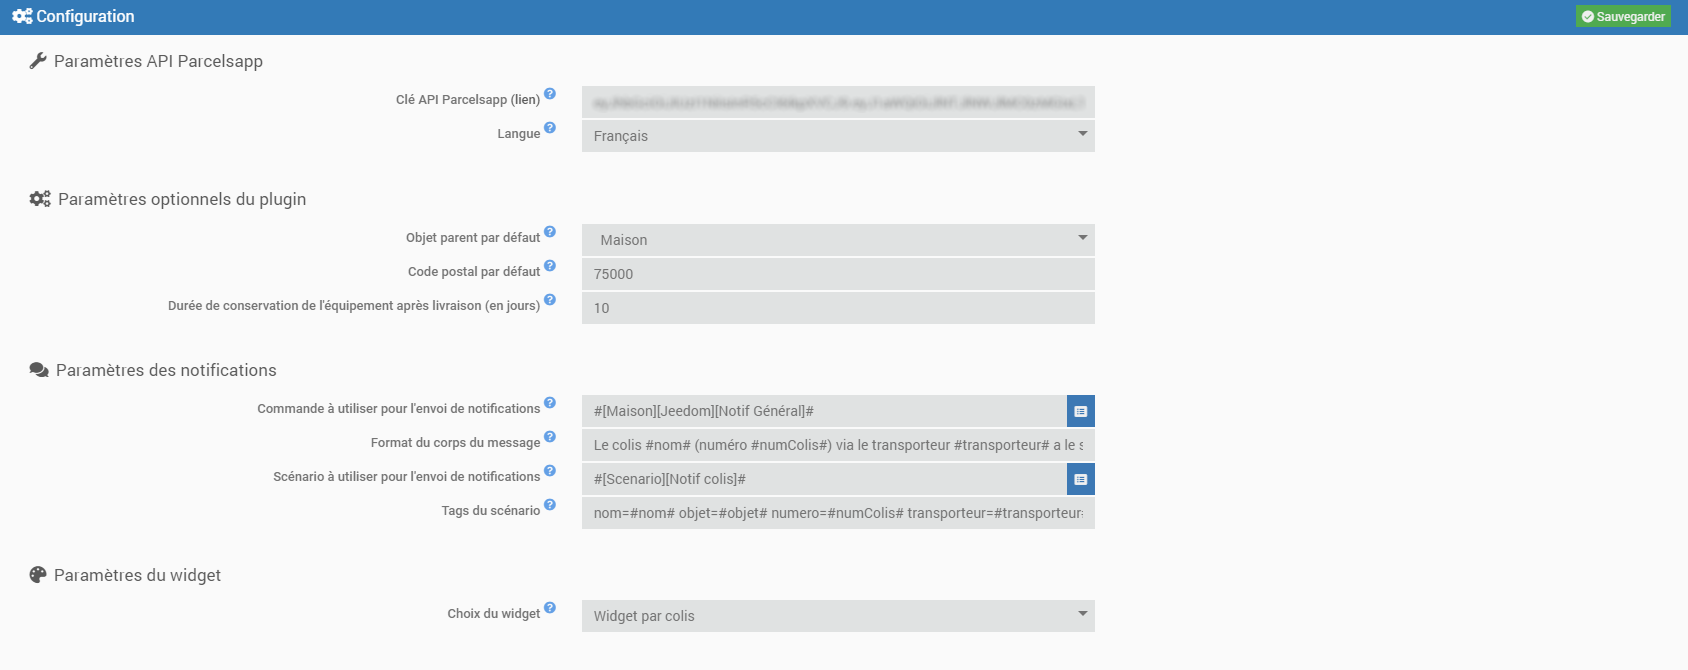 Configuration
Sauvegarder
Paramètres API Parcelsapp
Clé API Parcelsapp (lien)
Langue
Français
Paramètres optionnels du plugin
Objet parent par défaut
Maison
Code postal par défaut
75000
Durée de conservation de l'équipement après livraison (en jours)
10
Paramètres des notifications
Commande à utiliser pour l'envoi de notifications
#[Maison][Jeedom][Notif Général]#
Format du corps du message
Le colis #nom# (numéro #numColis#) via le transporteur #transporteur# a le s
Scénario à utiliser pour l'envoi de notifications
#[Scenario][Notif colis]#
Tags du scénario
nom=#nom# objet=#objet# numero=#numColis# transporteur=#transporteur
Paramètres du widget
Choix du widget
Widget par colis